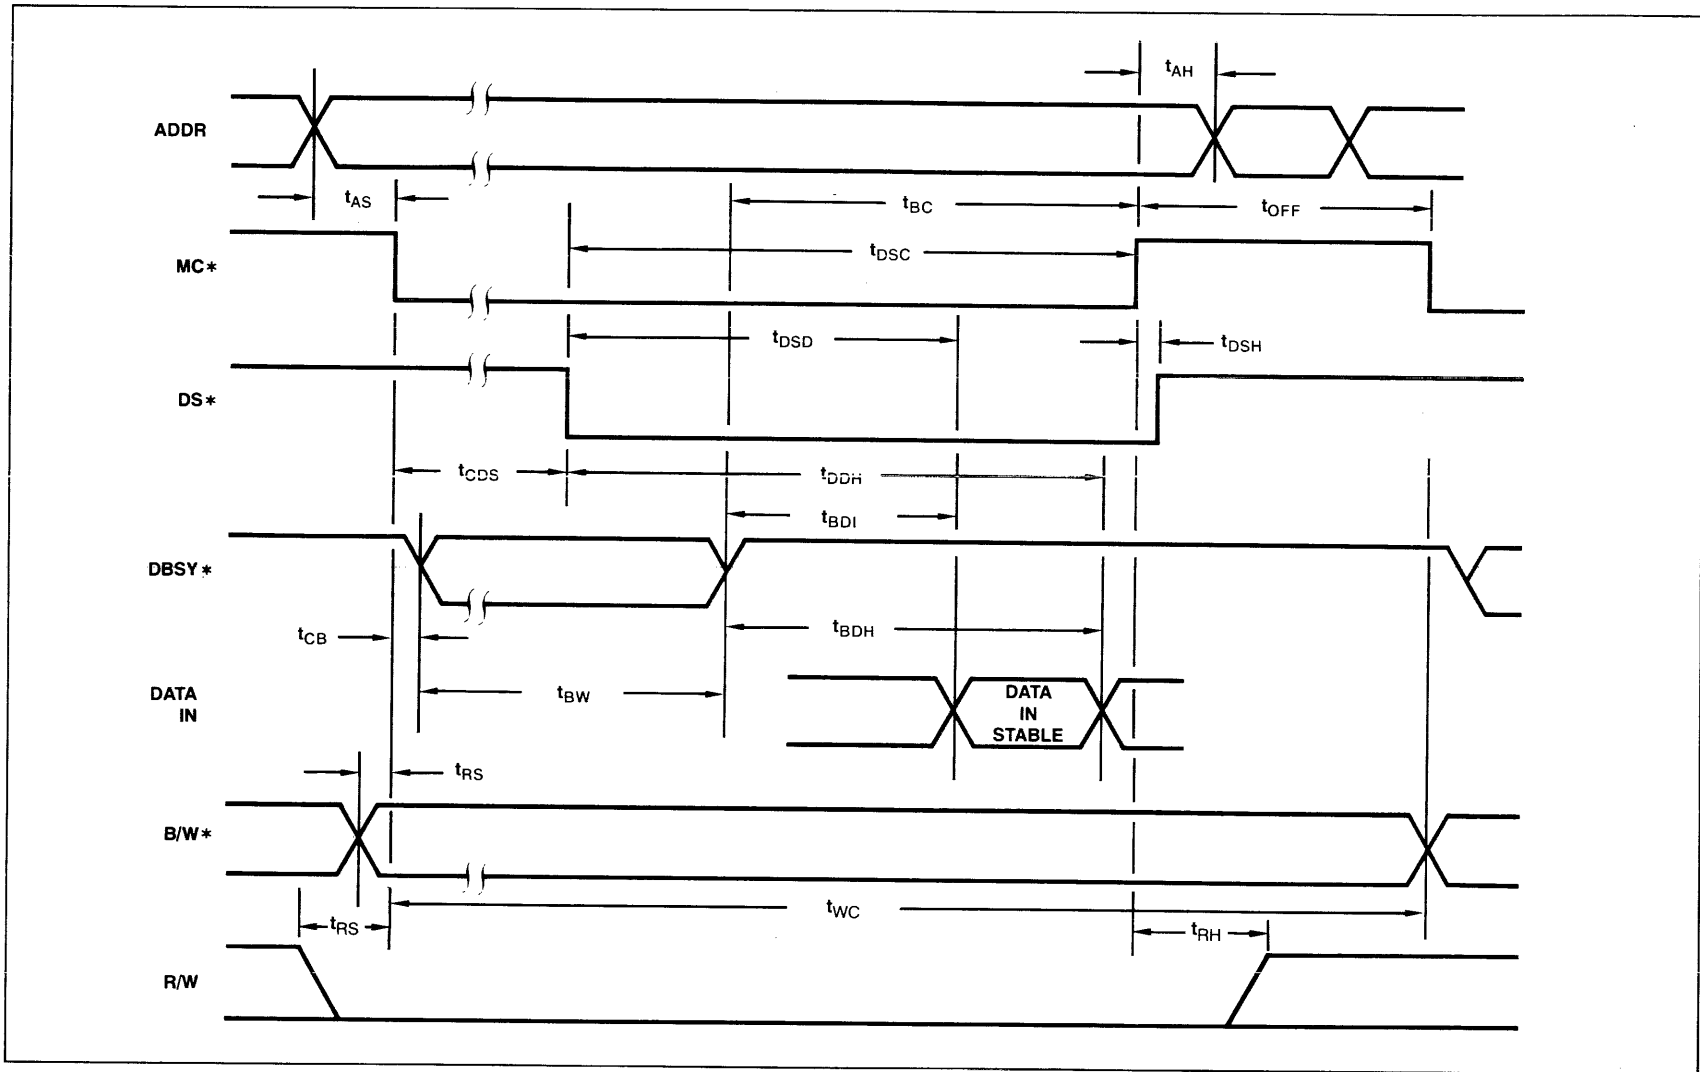 tAH
ADDR
tAS
tBC
tOFF
MC*
tDSC
tDSD
tDSH
DS*
tCDS
tDDH
tBDI
DBSY*
tCB
tBDH
DATA
IN
tBW
DATA
IN
STABLE
tRS
B/W*
tWC
tRS
tRH
R/W